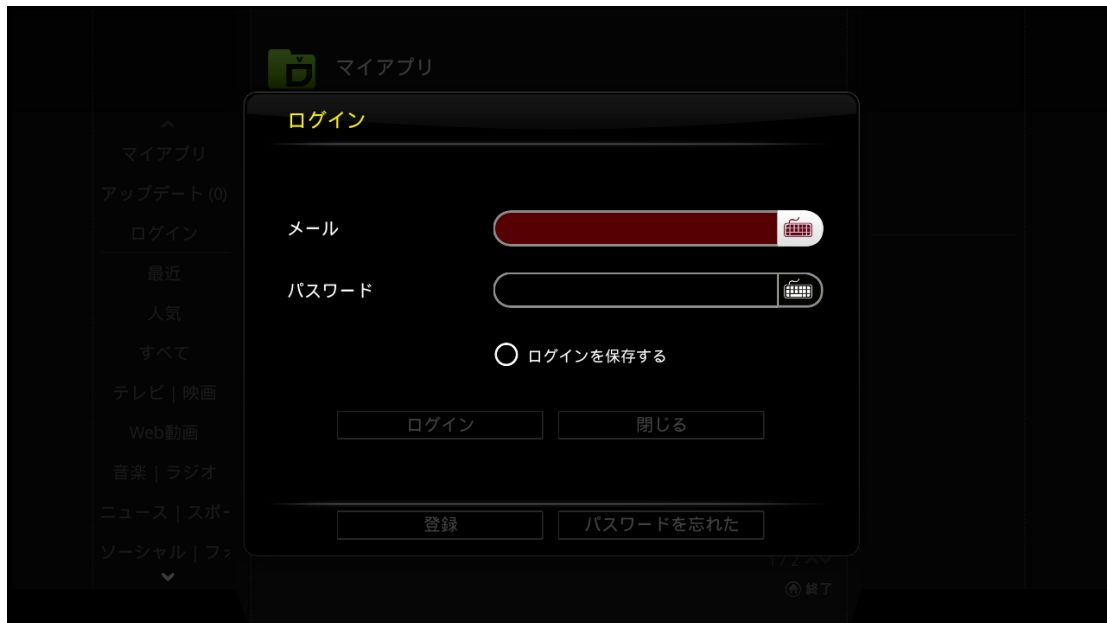 マイアプリ
ログイン
マイアプリ
アップデート (0)
ログイン
最近
人気
すべて
テレビ | 映画
Web動画
音楽 | ラジオ
ニュース | スポー
ソーシャル | フォ
メール
パスワード
ログインを保存する
ログイン
閉じる
登録
パスワードを忘れた
1 / 2
終了